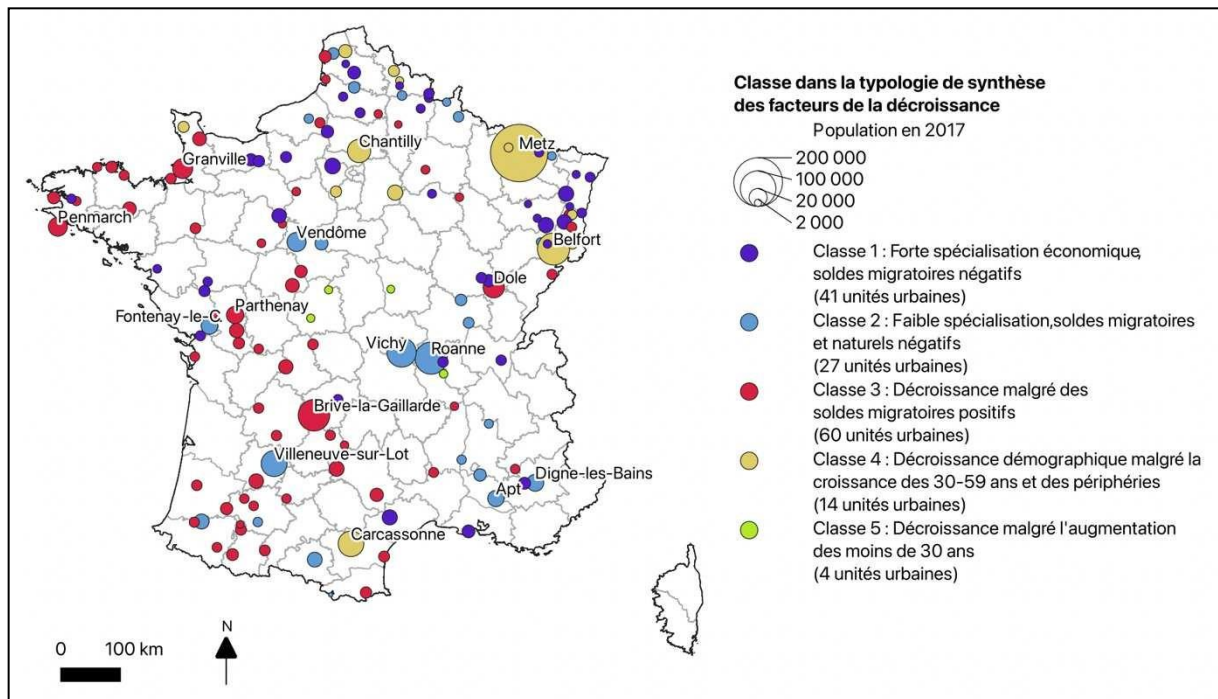 Classe dans la typologie de synthèse
des facteurs de la décroissance
Population en 2017
200 000
100 000
20 000
2 000
Classe 1 : Forte spécialisation économique,
soldes migratoires négatifs
(41 unités urbaines)
Classe 2 : Faible spécialisation,soldes migratoires
et naturels négatifs
(27 unités urbaines)
Classe 3 : Décroissance malgré des
soldes migratoires positifs
(60 unités urbaines)
Classe 4 : Décroissance démographique malgré la
croissance des 30-59 ans et des périphéries
(14 unités urbaines)
Classe 5 : Décroissance malgré l'augmentation
des moins de 30 ans
(4 unités urbaines)
Metz
Chantilly
Granville
Penmarch
Vendôme
Belfort
Dole
Parthenay
Fontenay-le-C.
Vichy
Roanne
Brive-la-Gaillarde
Villeneuve-sur-Lot
Digne-les-Bains
Apt
Carcassonne
0 100 km
N